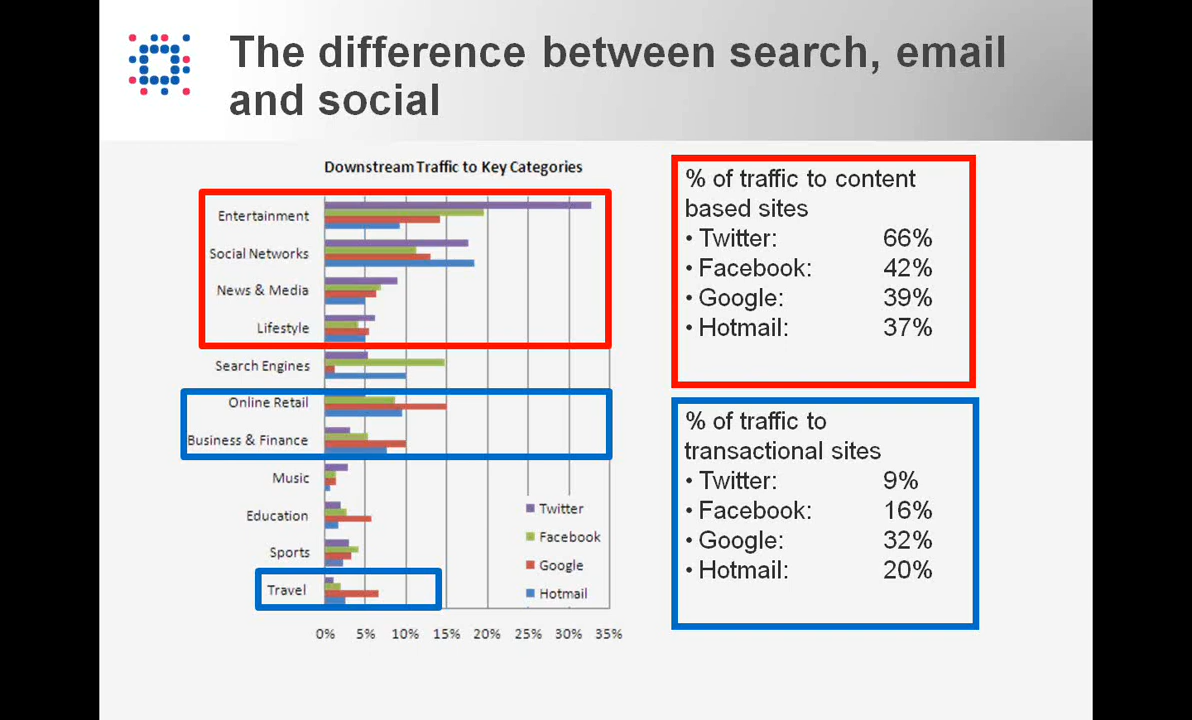 The difference between search, email
and social
Downstream Traffic to Key Categories
Entertainment
Social Networks
News & Media
Lifestyle
Search Engines
Online Retail
Business & Finance
Music
Education
Sports
Travel
Twitter
Facebook
Google
Hotmail
0% 5% 10% 15% 20% 25% 30% 35%
% of traffic to content
based sites
• Twitter: 66%
• Facebook: 42%
• Google: 39%
• Hotmail: 37%
% of traffic to
transactional sites
• Twitter: 9%
• Facebook: 16%
• Google: 32%
• Hotmail: 20%